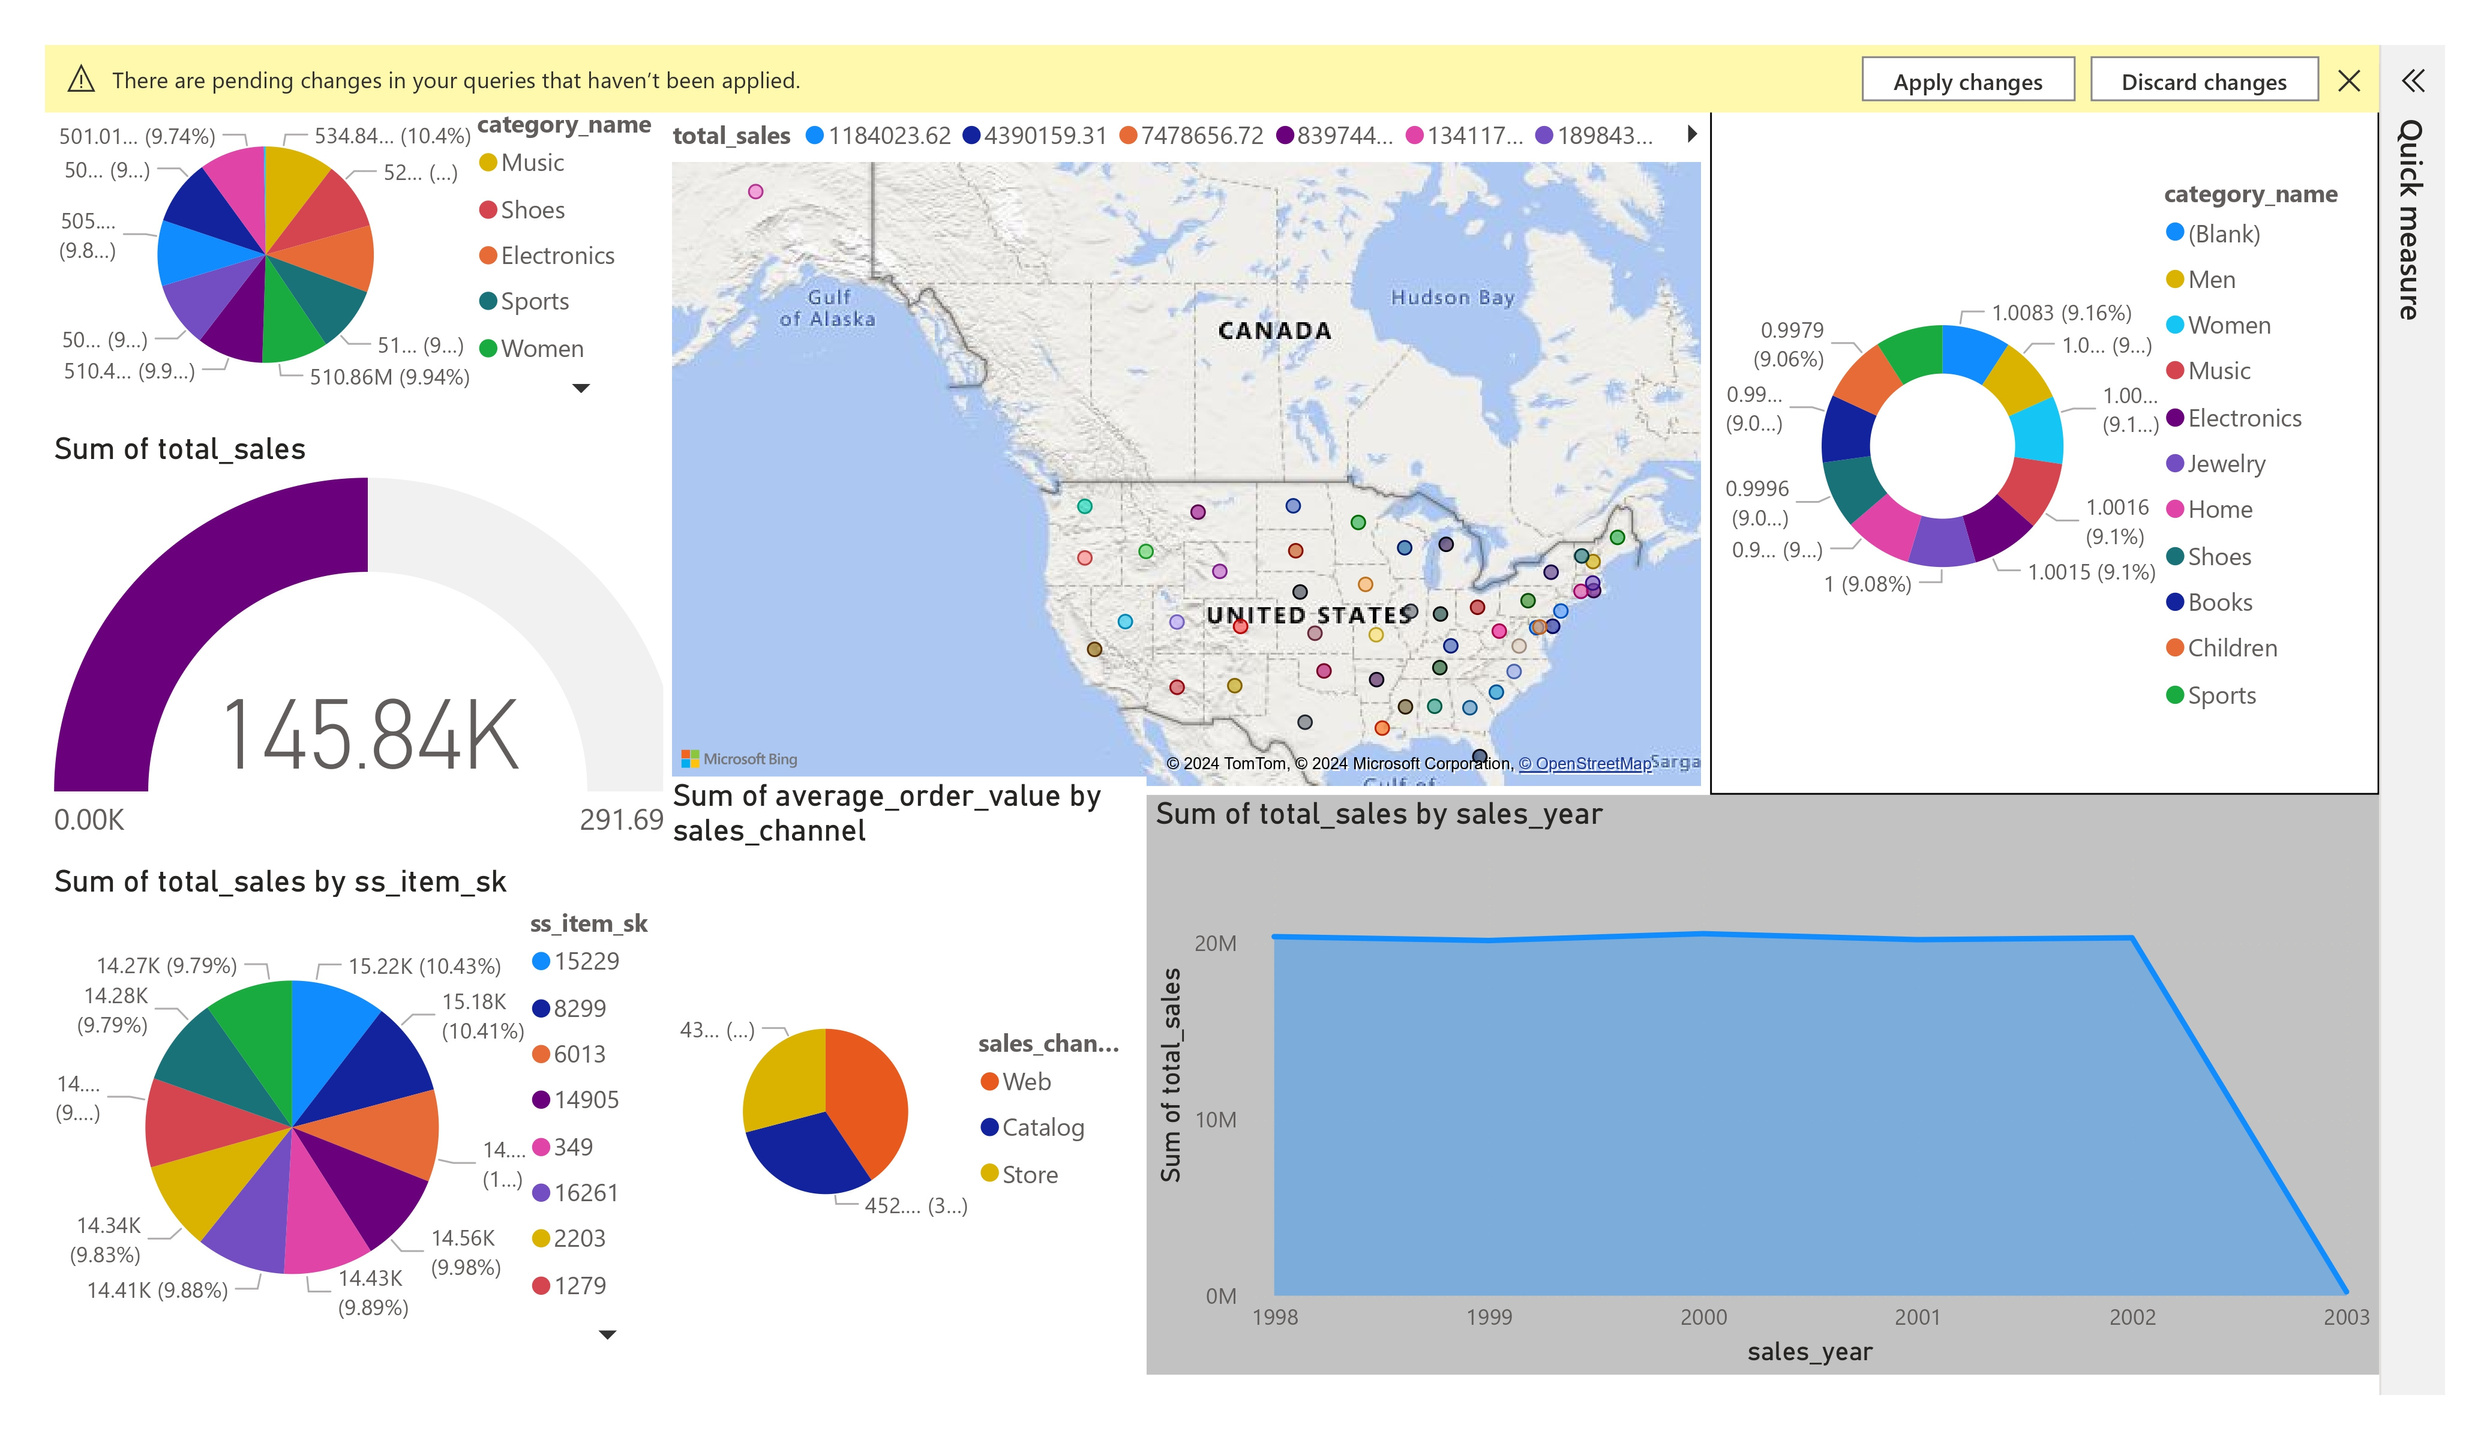 There are pending changes in your queries that haven't been applied.
Apply changes
Discard changes
Quick measure
501.01... (9.74%)
534.84... (10.4%)
50... (9...)
52... (...)
505....
(9.8...)
50... (9...)
51... (9...)
510.4... (9.9...)
510.86M (9.94%)
category_name
Music
Shoes
Electronics
Sports
Women
Sum of total_sales
145.84K
0.00K
291.69
Sum of total_sales by ss_item_sk
14.27K (9.79%)
15.22K (10.43%)
14.28K
(9.79%)
15.18K
(10.41%)
14....
(9....)
14....
(1...)
14.34K
(9.83%)
14.56K
(9.98%)
14.41K (9.88%)
14.43K
(9.89%)
ss_item_sk
15229
8299
6013
14905
349
16261
2203
1279
total_sales 1184023.62 4390159.31 7478656.72 839744... 134117... 189843...
Gulf
of Alaska
Hudson Bay
CANADA
UNITED STATES
Microsoft Bing
© 2024 TomTom, © 2024 Microsoft Corporation, © OpenStreetMap
Sarga
Gulf of
Sum of average_order_value by
sales_channel
43... (...)
452.... (3...)
sales_chan...
Web
Catalog
Store
1.0083 (9.16%)
0.9979
(9.06%)
1.0... (9...)
0.99...
(9.0...)
1.00...
(9.1...)
0.9996
(9.0...)
1.0016
(9.1%)
0.9... (9...)
1 (9.08%)
1.0015 (9.1%)
category_name
(Blank)
Men
Women
Music
Electronics
Jewelry
Home
Shoes
Books
Children
Sports
Sum of total_sales by sales_year
Sum of total_sales
20M
10M
0M
1998 1999 2000 2001 2002 2003
sales_year